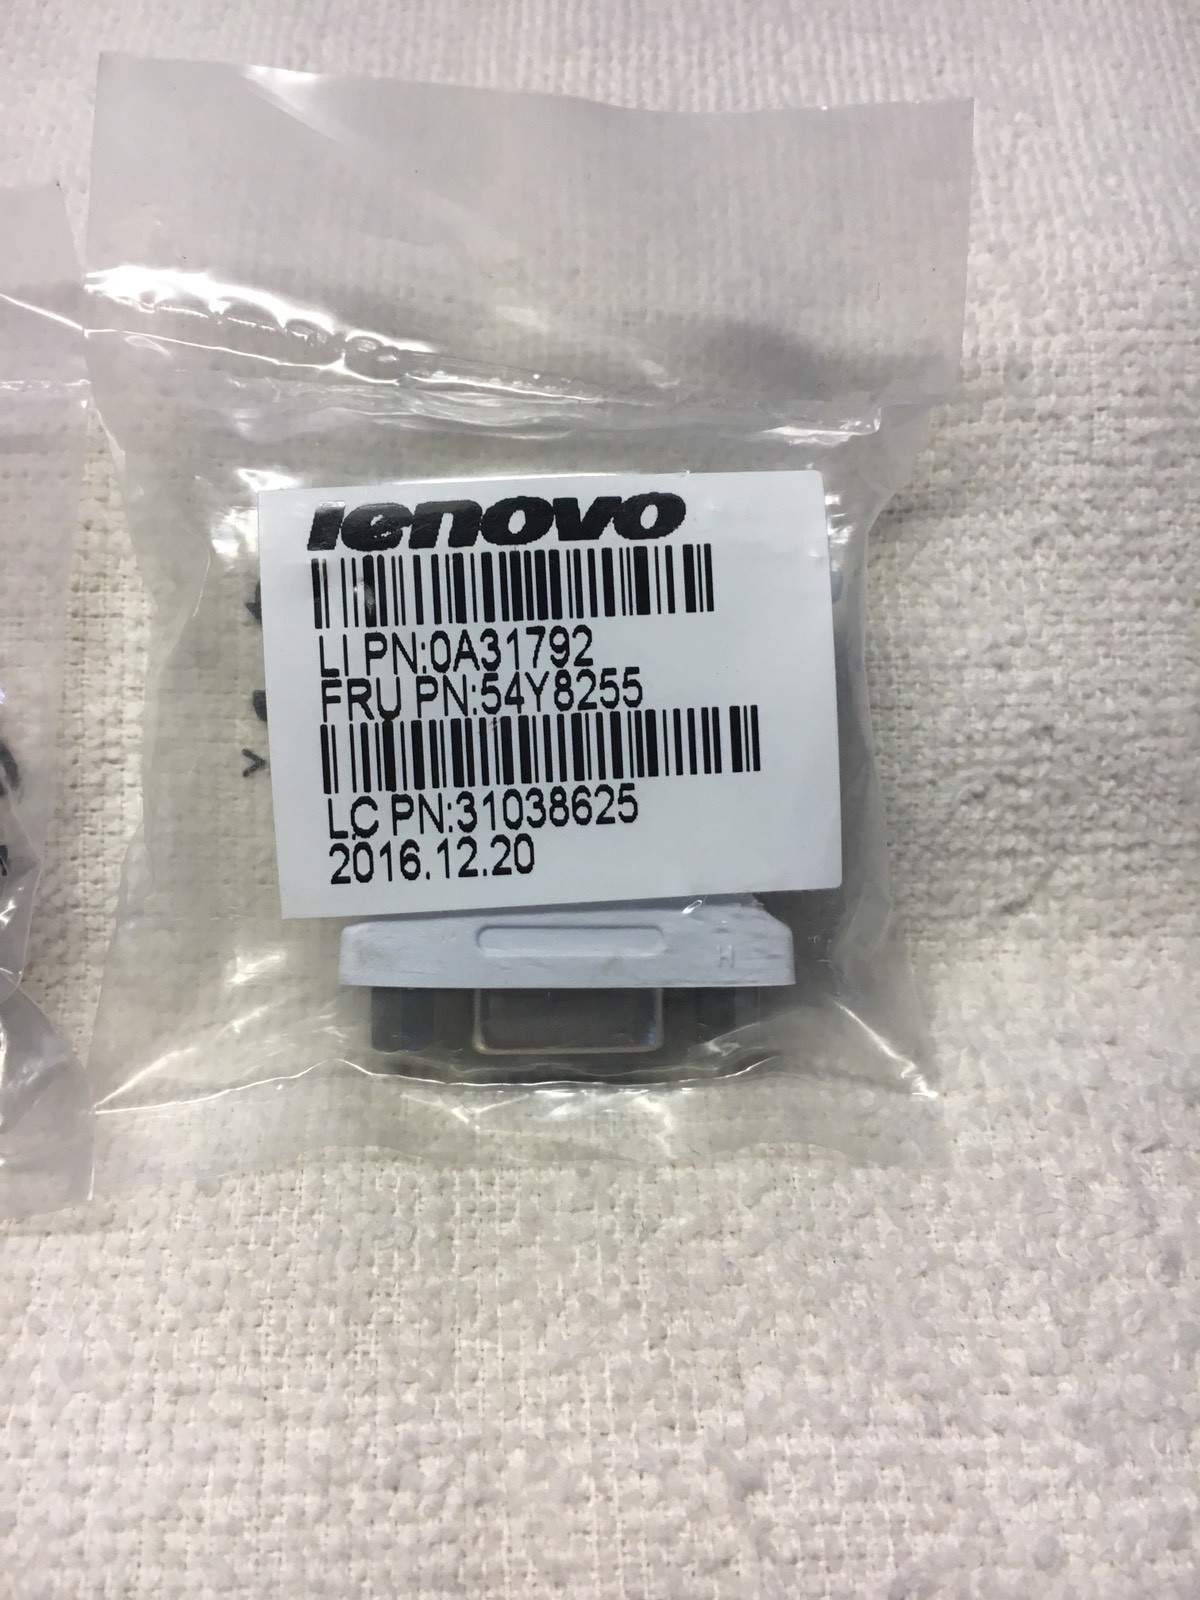 lenovo
LI PN:0A31792
FRU PN:54Y8255
LC PN:31038625
2016.12.20